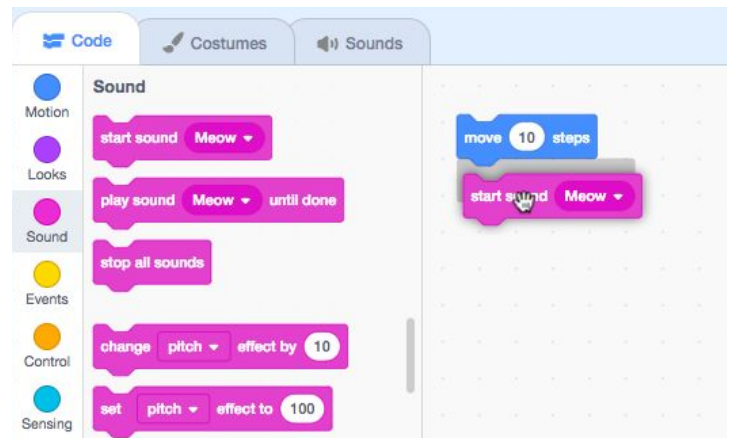 Code
Costumes
Sounds
Motion
Looks
Sound
Events
Control
Sensing
Sound
start sound Meow
play sound Meow until done
stop all sounds
change pitch effect by 10
set pitch effect to 100
move 10 steps
start sound Meow